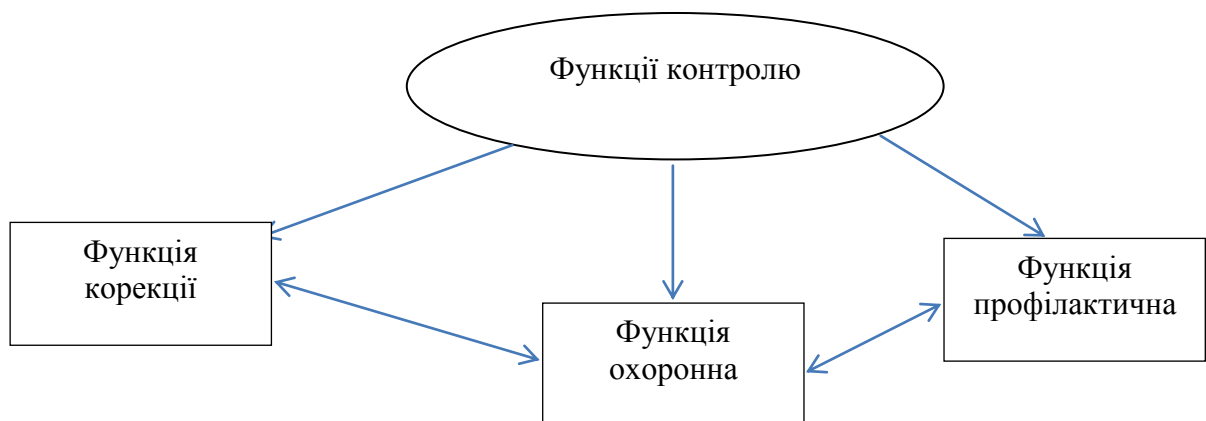 Функції контролю
Функція
корекції
Функція
охоронна
Функція
профілактична